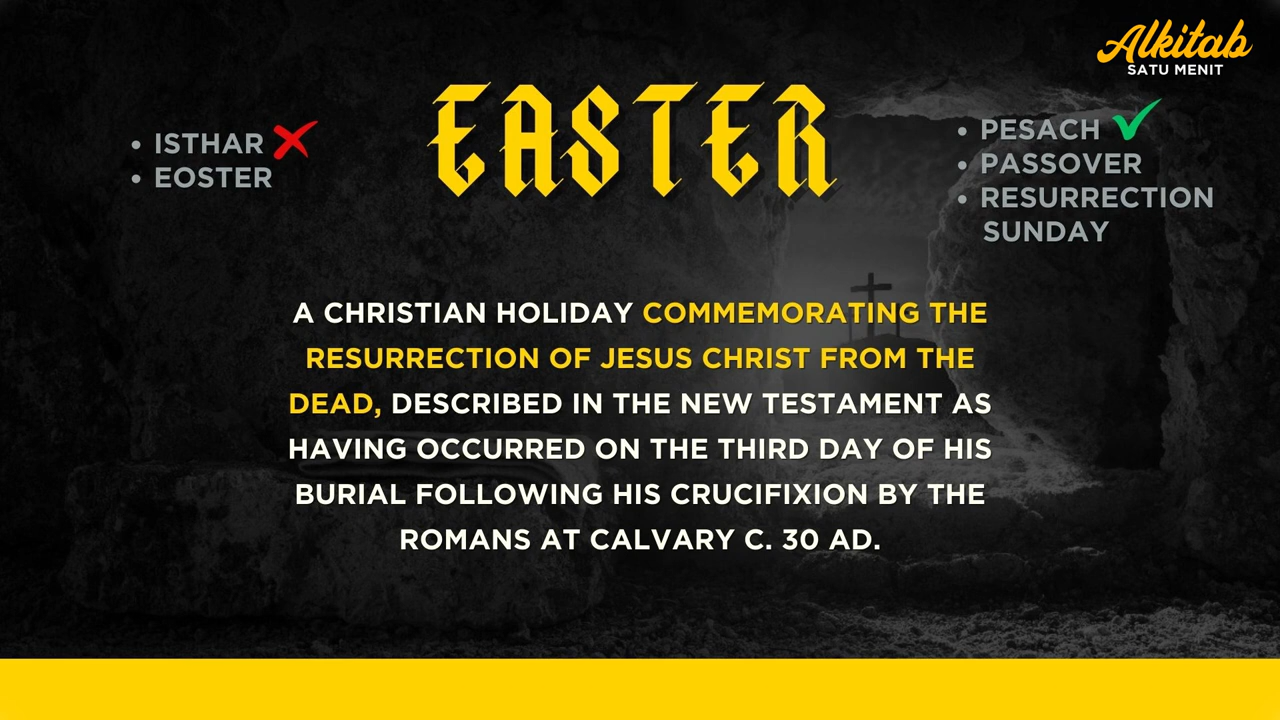 Alkitab
SATU MENIT
EASTER
• ISTHAR
• EOSTER
• PESACH
• PASSOVER
• RESURRECTION
SUNDAY
A CHRISTIAN HOLIDAY COMMEMORATING THE
RESURRECTION OF JESUS CHRIST FROM THE
DEAD, DESCRIBED IN THE NEW TESTAMENT AS
HAVING OCCURRED ON THE THIRD DAY OF HIS
BURIAL FOLLOWING HIS CRUCIFIXION BY THE
ROMANS AT CALVARY C. 30 AD.